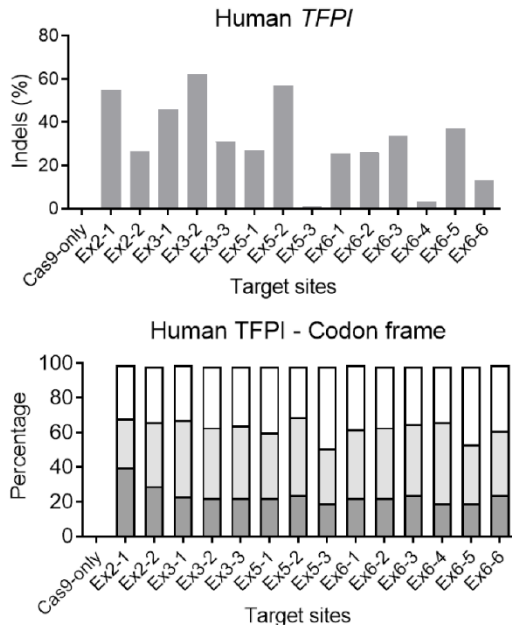 Human TFPI
Indels (%)
80
60
40
20
0
Cas9-only
Ex2-1
Ex2-2
Ex3-1
Ex3-2
Ex3-3
Ex5-1
Ex5-2
Ex5-3
Ex6-1
Ex6-2
Ex6-3
Ex6-4
Ex6-5
Ex6-6
Target sites
Human TFPI - Codon frame
Percentage
100
80
60
40
20
0
Cas9-only
Ex2-1
Ex2-2
Ex3-1
Ex3-2
Ex3-3
Ex5-1
Ex5-2
Ex5-3
Ex6-1
Ex6-2
Ex6-3
Ex6-4
Ex6-5
Ex6-6
Target sites